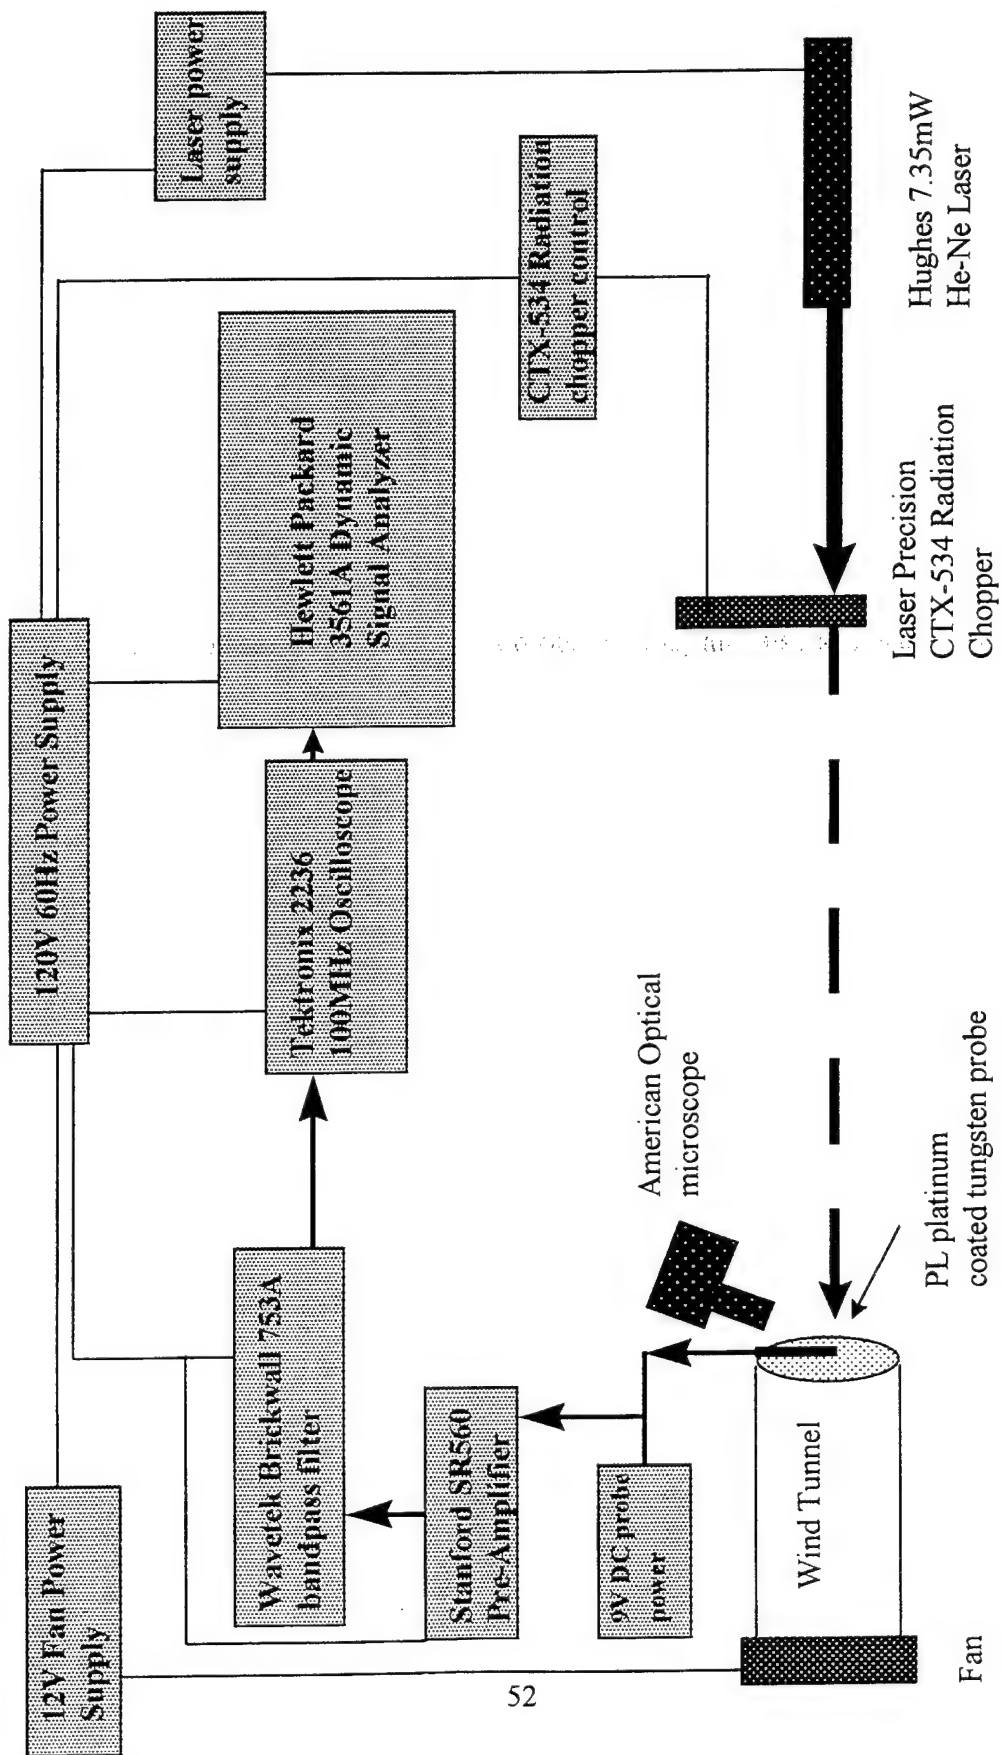 12V Fan Power
Supply
120V 60Hz Power Supply
Laser power
supply
Wavetek Brickwall 753A
bandpass filter
Tektronix 2236
100MHz Oscilloscope
Hewlett Packard
3561A Dynamic
Signal Analyzer
Stanford SR560
Pre-Amplifier
CTX-534 Radiation
chopper control
9V DC probe
power
American Optical
microscope
Wind Tunnel
Fan
PL platinum
coated tungsten probe
Laser Precision
CTX-534 Radiation
Chopper
Hughes 7.35mW
He-Ne Laser
52